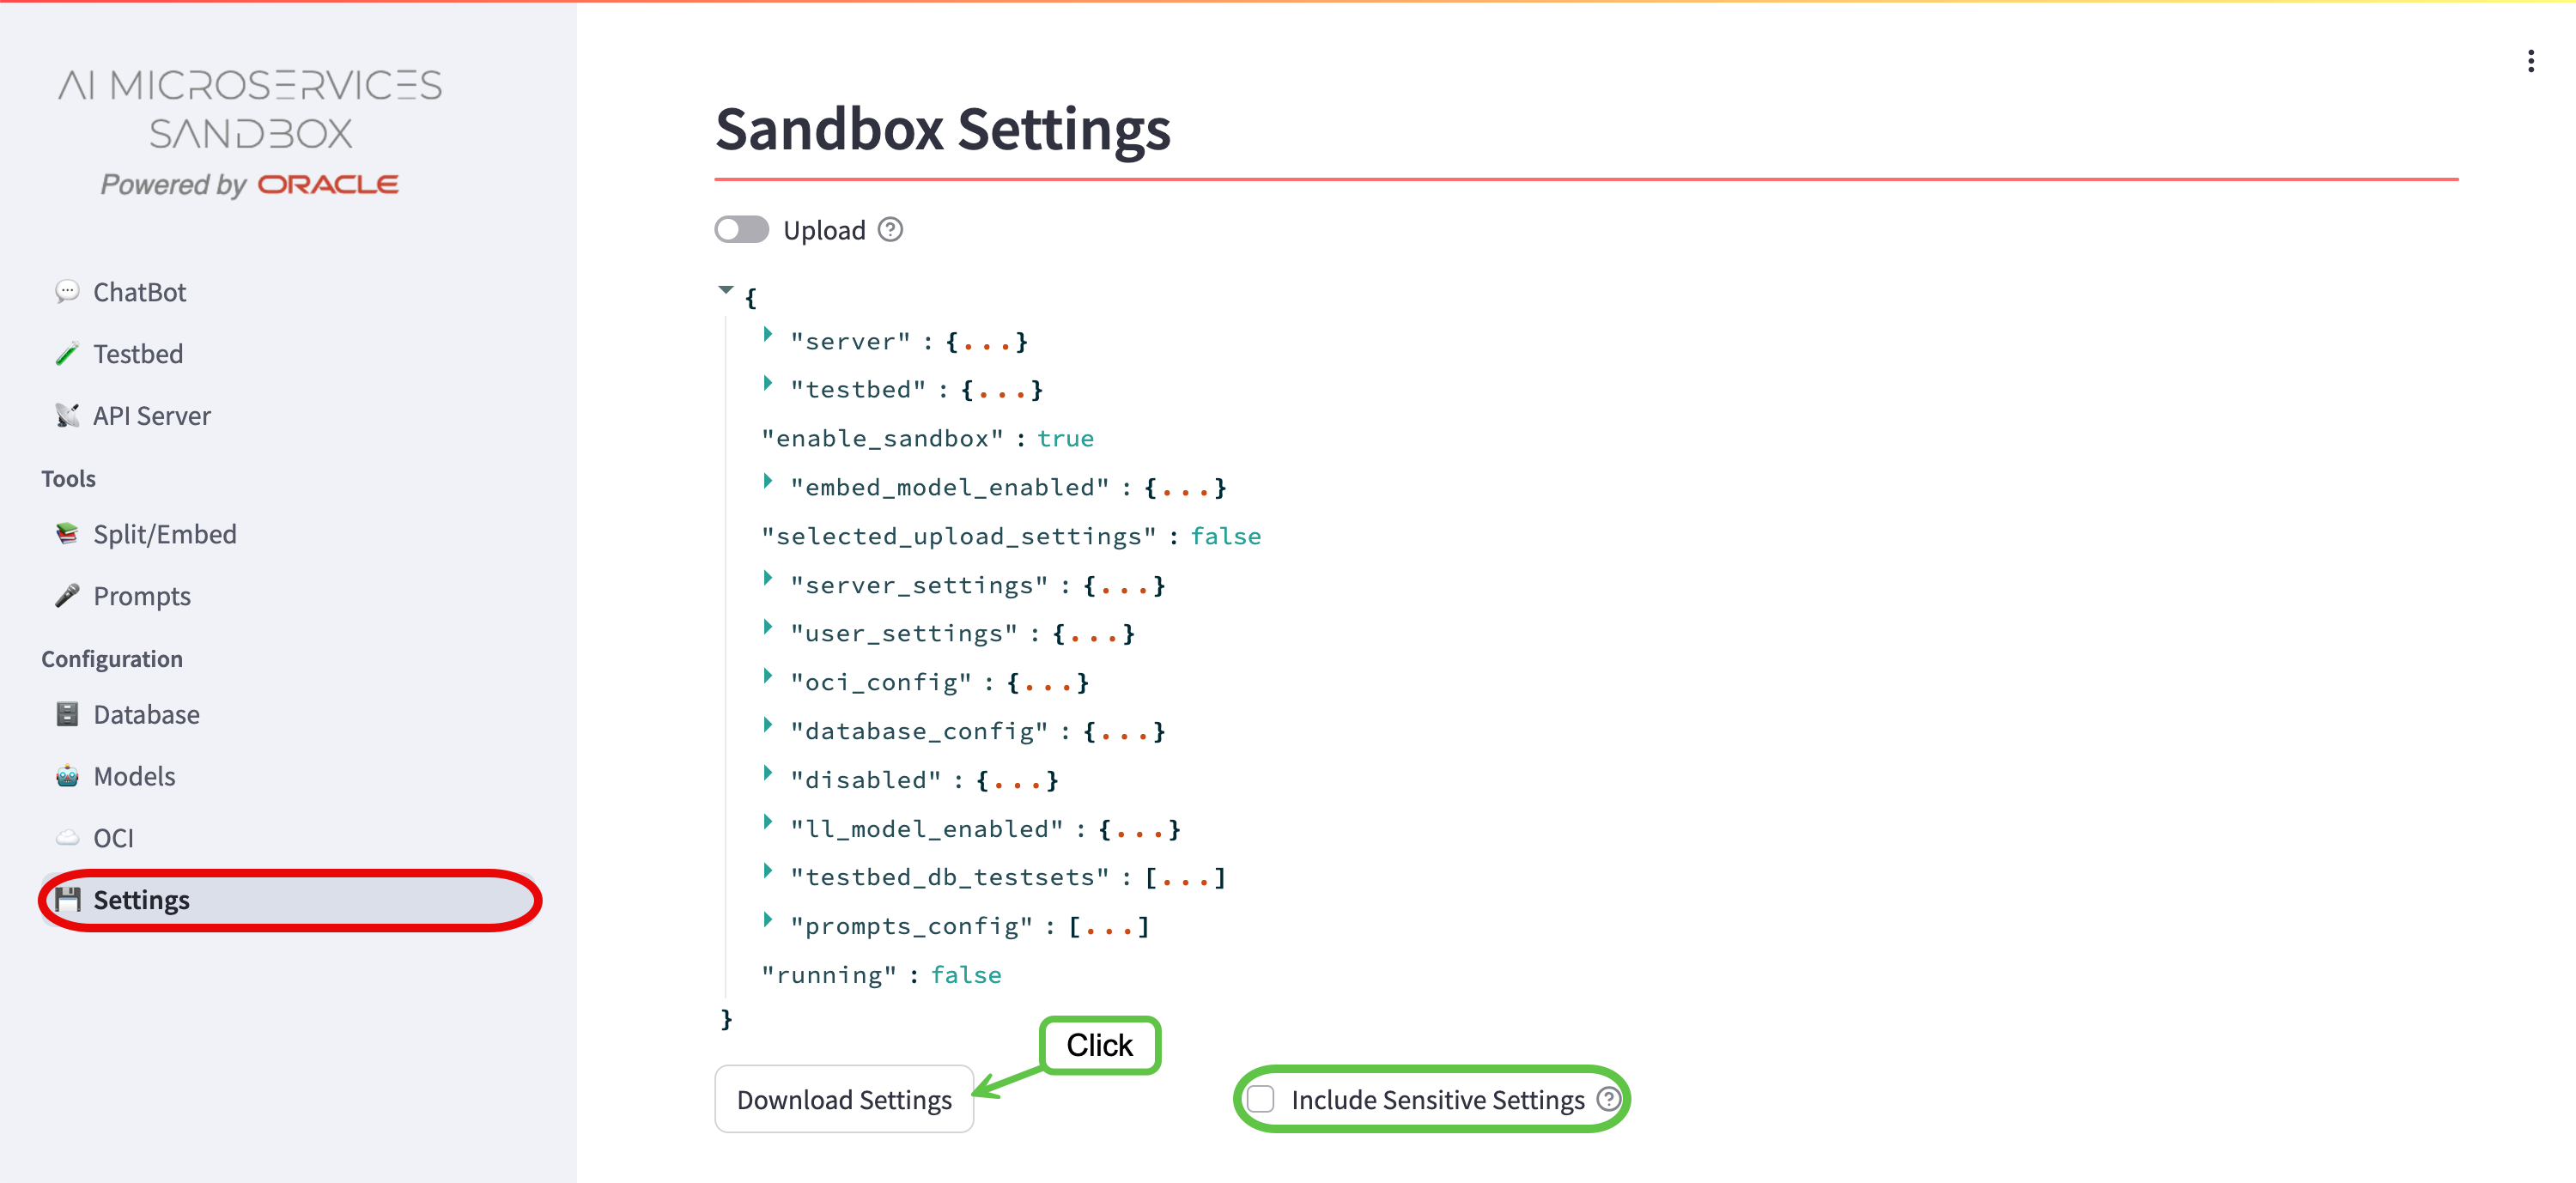 AI MICROSERVICES
SANDBOX
Powered by ORACLE
ChatBot
Testbed
API Server
Tools
Split/Embed
Prompts
Configuration
Database
Models
OCI
Settings
Sandbox Settings
Upload ?
{
"server" : {...}
"testbed" : {...}
"enable_sandbox" : true
"embed_model_enabled" : {...}
"selected_upload_settings" : false
"server_settings" : {...}
"user_settings" : {...}
"oci_config" : {...}
"database_config" : {...}
"disabled" : {...}
"ll_model_enabled" : {...}
"testbed_db_testsets" : [...]
"prompts_config" : [...]
"running" : false
}
Click
Download Settings
Include Sensitive Settings ?